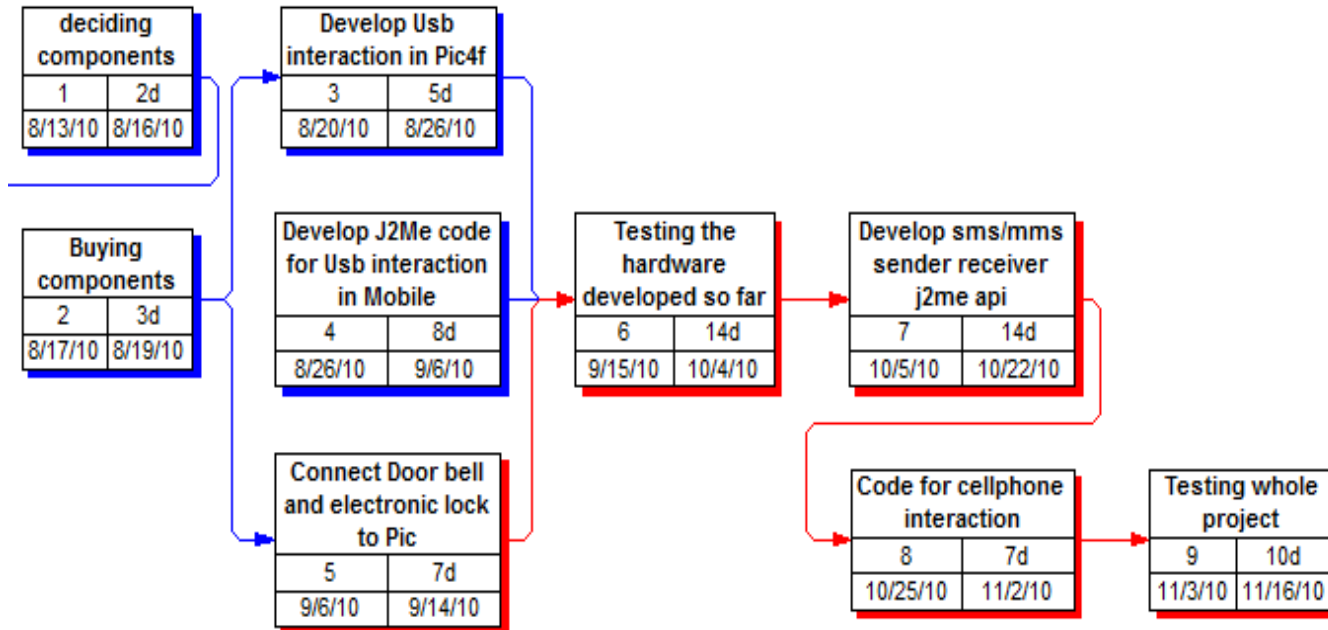 deciding
components
1 2d
8/13/10 8/16/10
Develop Usb
interaction in Pic4f
3 5d
8/20/10 8/26/10
Buying
components
2 3d
8/17/10 8/19/10
Develop J2Me code
for Usb interaction
in Mobile
4 8d
8/26/10 9/6/10
Testing the
hardware
developed so far
6 14d
9/15/10 10/4/10
Develop sms/mms
sender receiver
j2me api
7 14d
10/5/10 10/22/10
Connect Door bell
and electronic lock
to Pic
5 7d
9/6/10 9/14/10
Code for cellphone
interaction
8 7d
10/25/10 11/2/10
Testing whole
project
9 10d
11/3/10 11/16/10